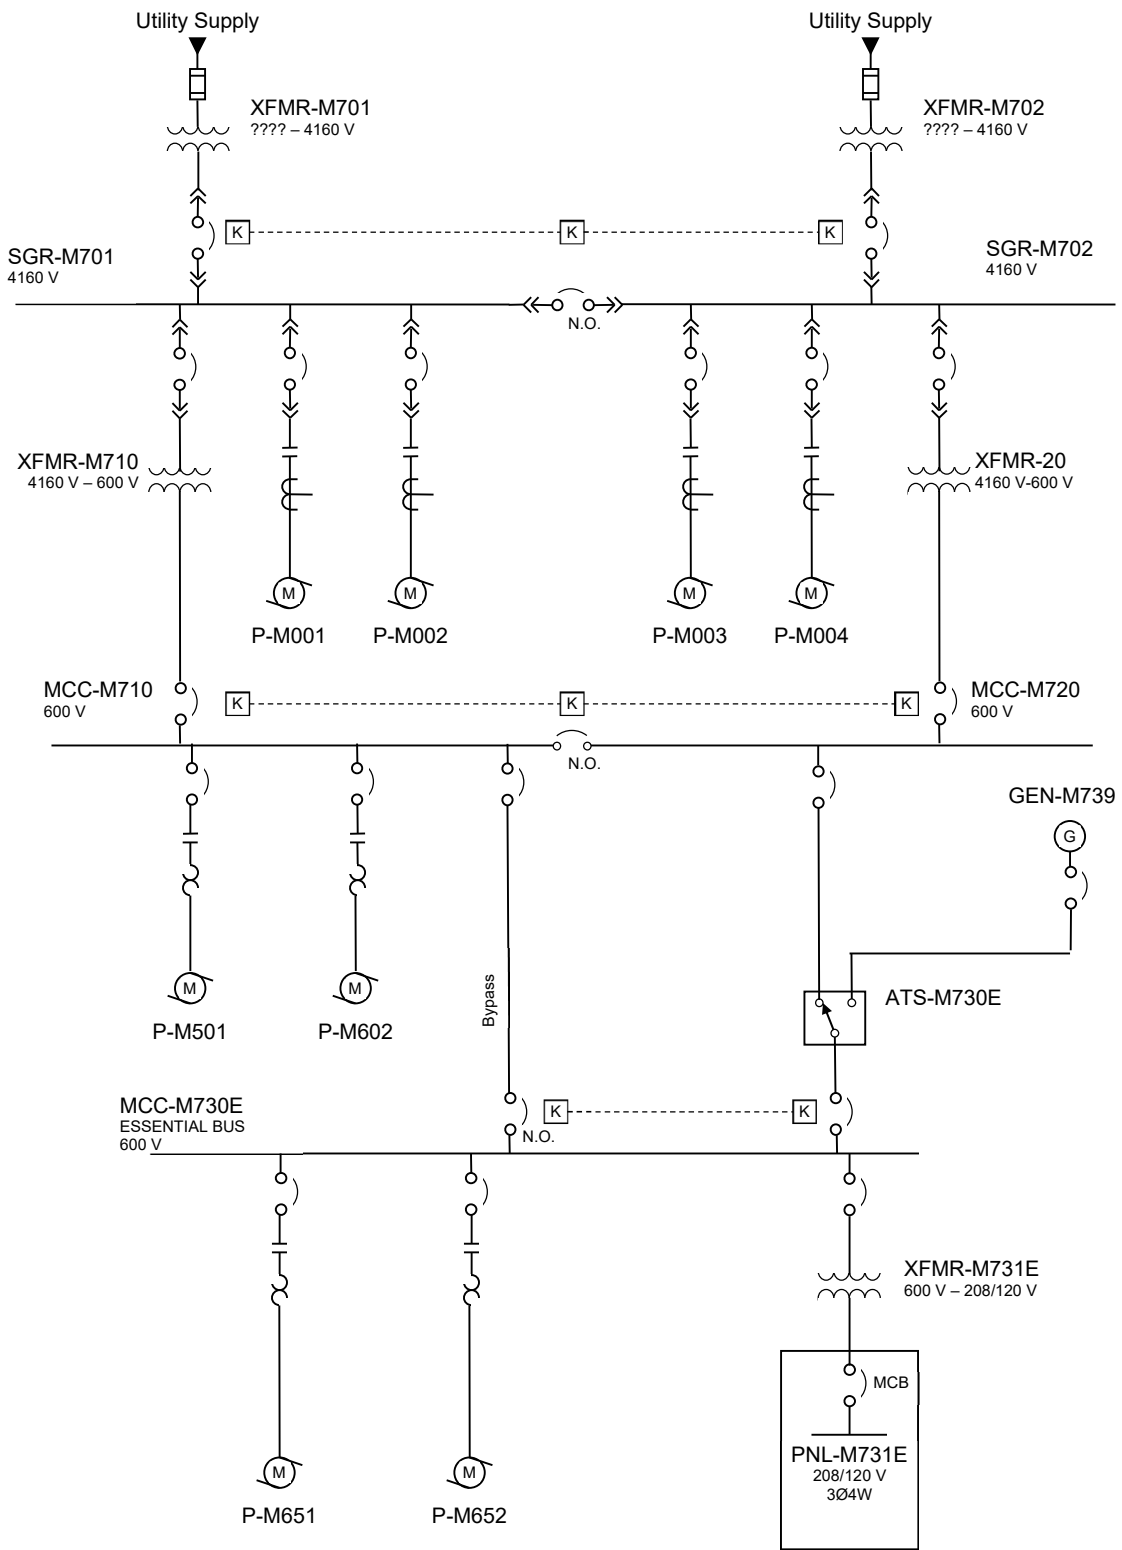 Utility Supply
Utility Supply
XFMR-M701
???? – 4160 V
XFMR-M702
???? – 4160 V
K
K
K
SGR-M701
4160 V
SGR-M702
4160 V
N.O.
XFMR-M710
4160 V – 600 V
XFMR-20
4160 V-600 V
M
M
M
M
P-M001
P-M002
P-M003
P-M004
MCC-M710
600 V
K
K
K
MCC-M720
600 V
N.O.
GEN-M739
G
Bypass
M
M
ATS-M730E
P-M501
P-M602
MCC-M730E
ESSENTIAL BUS
600 V
K
K
N.O.
XFMR-M731E
600 V – 208/120 V
MCB
PNL-M731E
208/120 V
3Ø4W
M
M
P-M651
P-M652